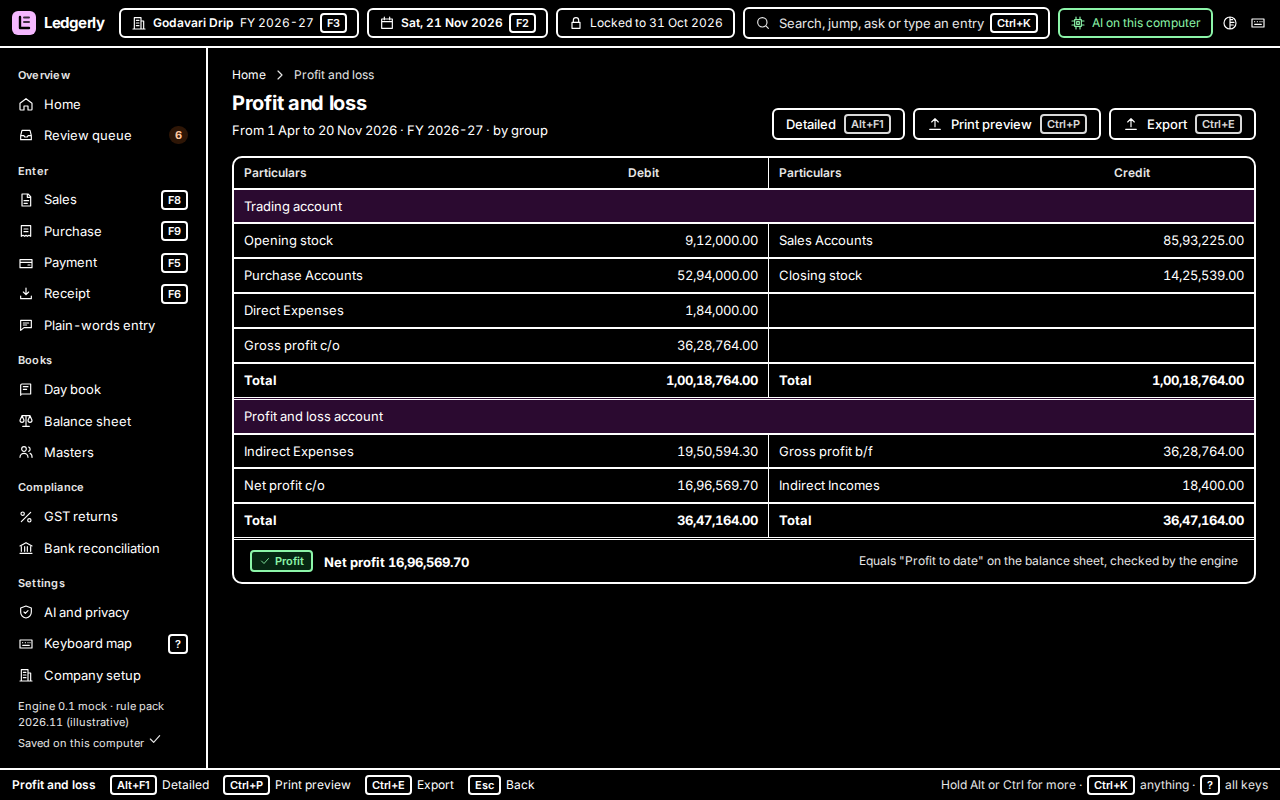 Ledgerly
Godavari Drip FY 2026-27 F3
Sat, 21 Nov 2026 F2
Locked to 31 Oct 2026
Search, jump, ask or type an entry Ctrl+K
AI on this computer
Overview
Home
Review queue 6
Enter
Sales F8
Purchase F9
Payment F5
Receipt F6
Plain-words entry
Books
Day book
Balance sheet
Masters
Compliance
GST returns
Bank reconciliation
Settings
AI and privacy
Keyboard map ?
Company setup
Engine 0.1 mock · rule pack
2026.11 (illustrative)
Saved on this computer
Home Profit and loss
Profit and loss
From 1 Apr to 20 Nov 2026 · FY 2026-27 · by group
Detailed Alt+F1
Print preview Ctrl+P
Export Ctrl+E
Particulars Debit Particulars Credit
Trading account
Opening stock 9,12,000.00 Sales Accounts 85,93,225.00
Purchase Accounts 52,94,000.00 Closing stock 14,25,539.00
Direct Expenses 1,84,000.00
Gross profit c/o 36,28,764.00
Total 1,00,18,764.00 Total 1,00,18,764.00
Profit and loss account
Indirect Expenses 19,50,594.30 Gross profit b/f 36,28,764.00
Net profit c/o 16,96,569.70 Indirect Incomes 18,400.00
Total 36,47,164.00 Total 36,47,164.00
Profit Net profit 16,96,569.70 Equals "Profit to date" on the balance sheet, checked by the engine
Profit and loss Alt+F1 Detailed Ctrl+P Print preview Ctrl+E Export Esc Back Hold Alt or Ctrl for more · Ctrl+K anything · ? all keys